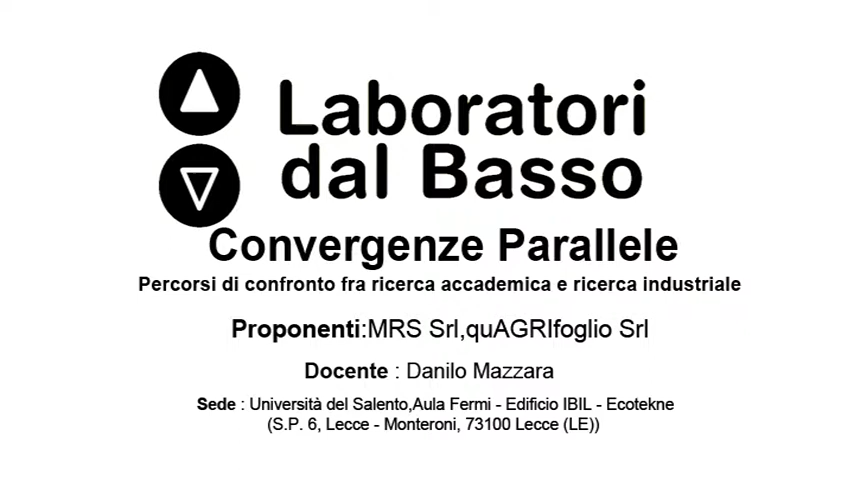 Laboratori
dal Basso
Convergenze Parallele
Percorsi di confronto fra ricerca accademica e ricerca industriale
Proponenti:MRS Srl,quAGRIfoglio Srl
Docente : Danilo Mazzara
Sede : Università del Salento,Aula Fermi - Edificio IBIL - Ecotekne
(S.P. 6, Lecce - Monteroni, 73100 Lecce (LE))